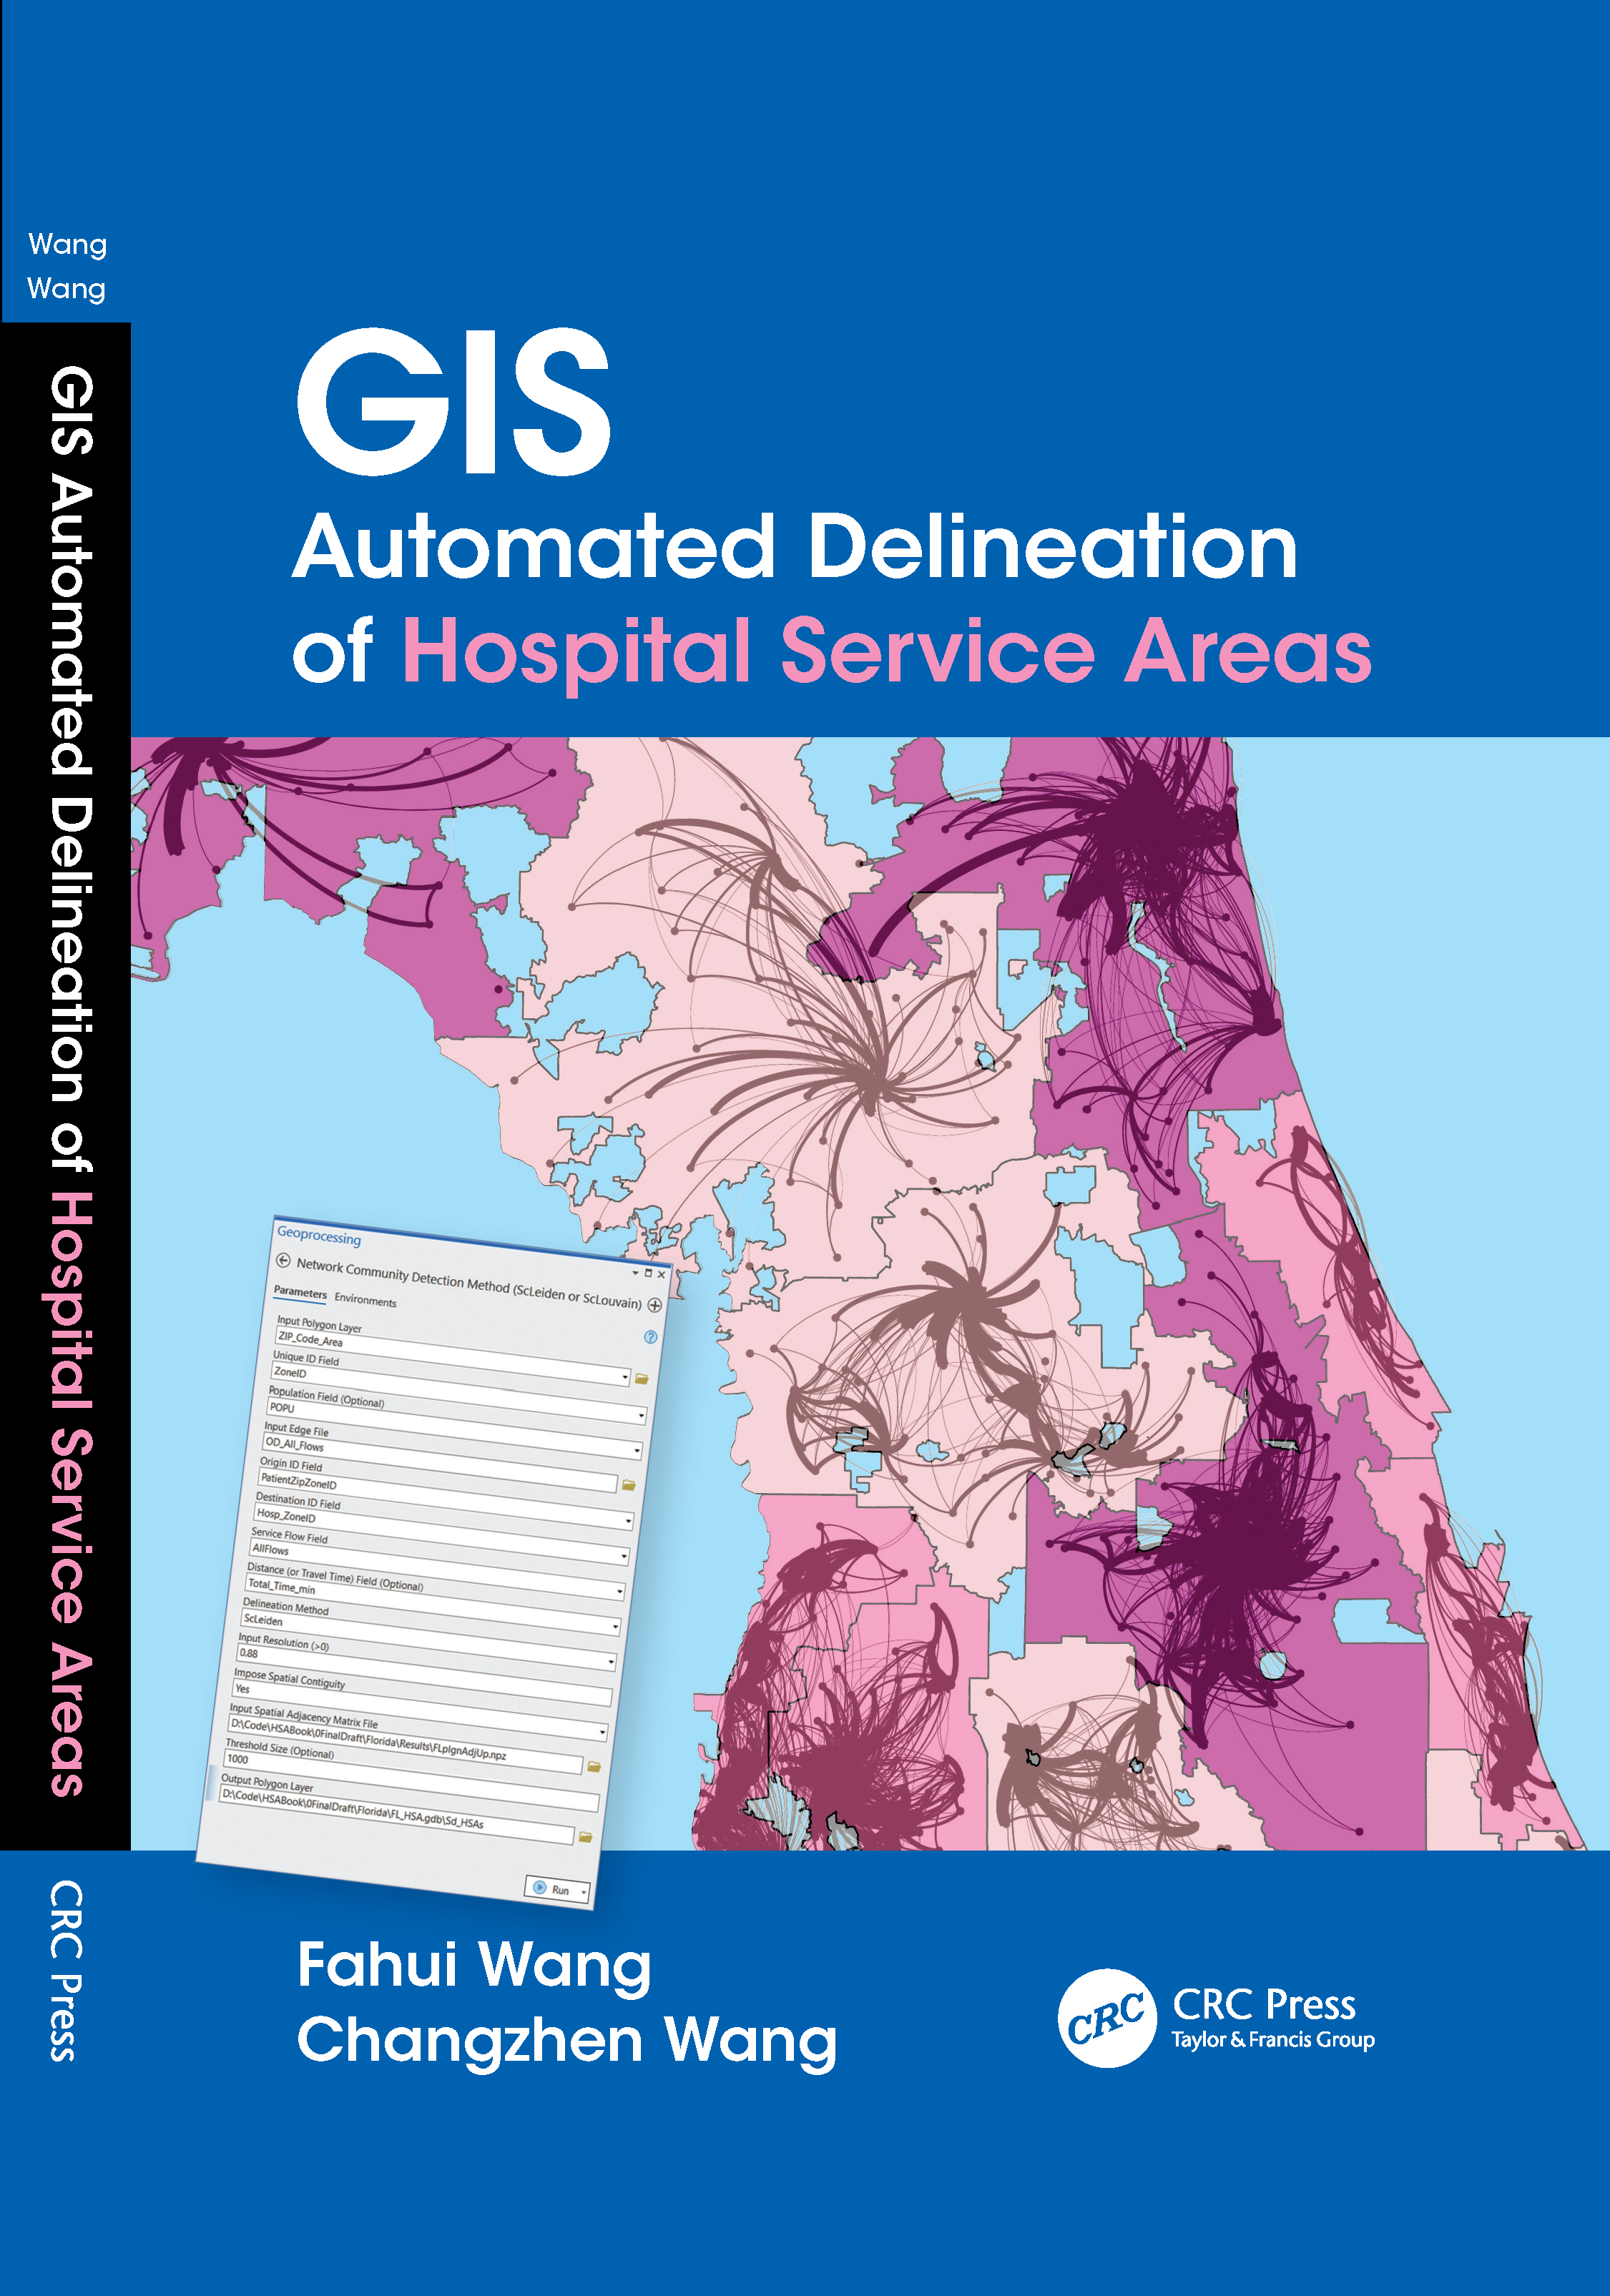 Wang
Wang
GIS Automated Delineation of Hospital Service Areas
CRC Press
GIS
Automated Delineation
of Hospital Service Areas
Geoprocessing
Network Community Detection Method (ScLeiden or ScLouvain)
Parameters Environments
Input Polygon Layer
ZIP_Code_Area
Unique ID Field
ZoneID
Population Field (Optional)
POPU
Input Edge File
OD_All_Flows
Origin ID Field
PatientZipZoneID
Destination ID Field
Hosp_ZoneID
Service Flow Field
AllFlows
Distance (or Travel Time) Field (Optional)
Total_Time_min
Delineation Method
ScLeiden
Input Resolution (>0)
0.88
Impose Spatial Contiguity
Yes
Input Spatial Adjacency Matrix File
D:\Code\HSABook\0FinalDraft\Florida\Results\FLplgnAdjUp.npz
Threshold Size (Optional)
1000
Output Polygon Layer
D:\Code\HSABook\0FinalDraft\Florida\FL_HSA.gdb\Sd_HSAs
Run
Fahui Wang
Changzhen Wang
CRC
CRC Press
Taylor & Francis Group